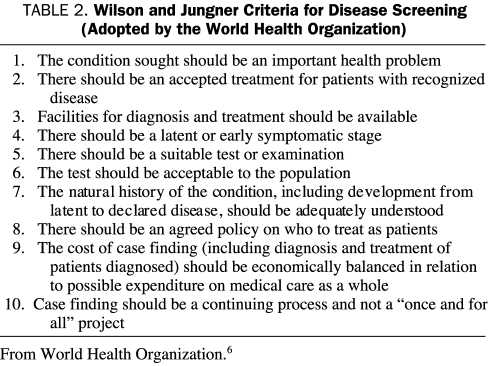 TABLE 2. Wilson and Jungner Criteria for Disease Screening
(Adopted by the World Health Organization)
1. The condition sought should be an important health problem
2. There should be an accepted treatment for patients with recognized
disease
3. Facilities for diagnosis and treatment should be available
4. There should be a latent or early symptomatic stage
5. There should be a suitable test or examination
6. The test should be acceptable to the population
7. The natural history of the condition, including development from
latent to declared disease, should be adequately understood
8. There should be an agreed policy on who to treat as patients
9. The cost of case finding (including diagnosis and treatment of
patients diagnosed) should be economically balanced in relation
to possible expenditure on medical care as a whole
10. Case finding should be a continuing process and not a “once and for
all” project
From World Health Organization.⁶